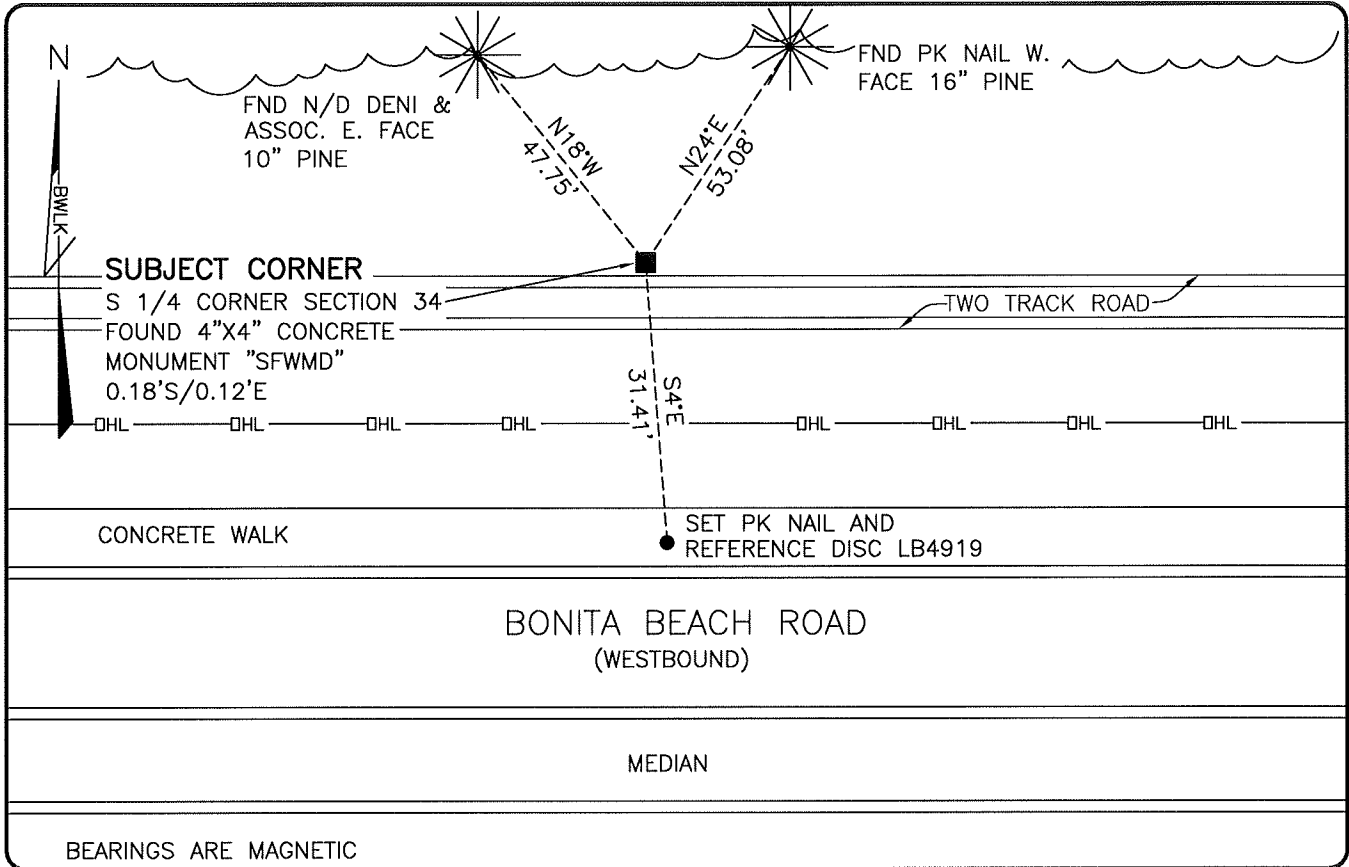 N
BWLK
FND N/D DENI &
ASSOC. E. FACE
10" PINE
FND PK NAIL W.
FACE 16" PINE
N18°W
47.75'
N24°E
53.08'
SUBJECT CORNER
S 1/4 CORNER SECTION 34
FOUND 4"X4" CONCRETE
MONUMENT "SFWMD"
0.18'S/0.12'E
TWO TRACK ROAD
S4°E
31.41'
OHL OHL OHL OHL OHL OHL OHL OHL
CONCRETE WALK
SET PK NAIL AND
REFERENCE DISC LB4919
BONITA BEACH ROAD
(WESTBOUND)
MEDIAN
BEARINGS ARE MAGNETIC